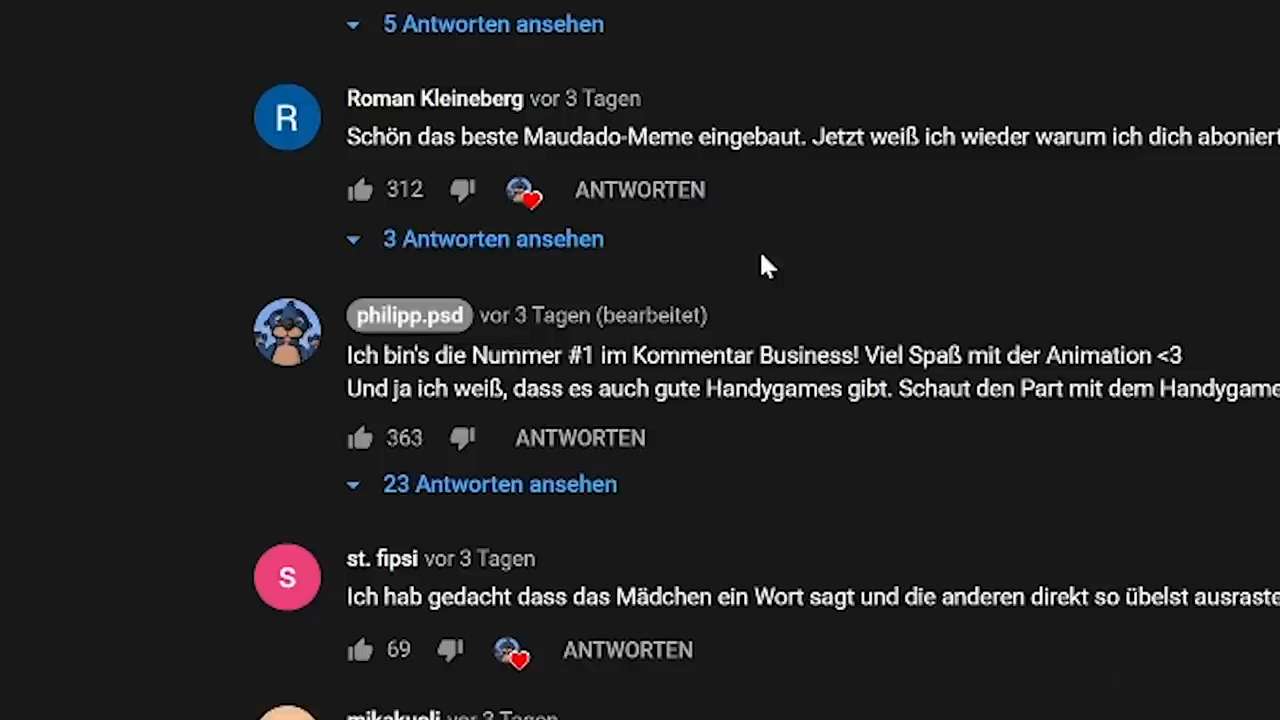 5 Antworten ansehen
R
Roman Kleineberg vor 3 Tagen
Schön das beste Maudado-Meme eingebaut. Jetzt weiß ich wieder warum ich dich aboniert
312 ANTWORTEN
3 Antworten ansehen
philipp.psd vor 3 Tagen (bearbeitet)
Ich bin's die Nummer #1 im Kommentar Business! Viel Spaß mit der Animation <3
Und ja ich weiß, dass es auch gute Handygames gibt. Schaut den Part mit dem Handygame
363 ANTWORTEN
23 Antworten ansehen
S
st. fipsi vor 3 Tagen
Ich hab gedacht dass das Mädchen ein Wort sagt und die anderen direkt so übelst ausraste
69 ANTWORTEN
vor 3 Tagen